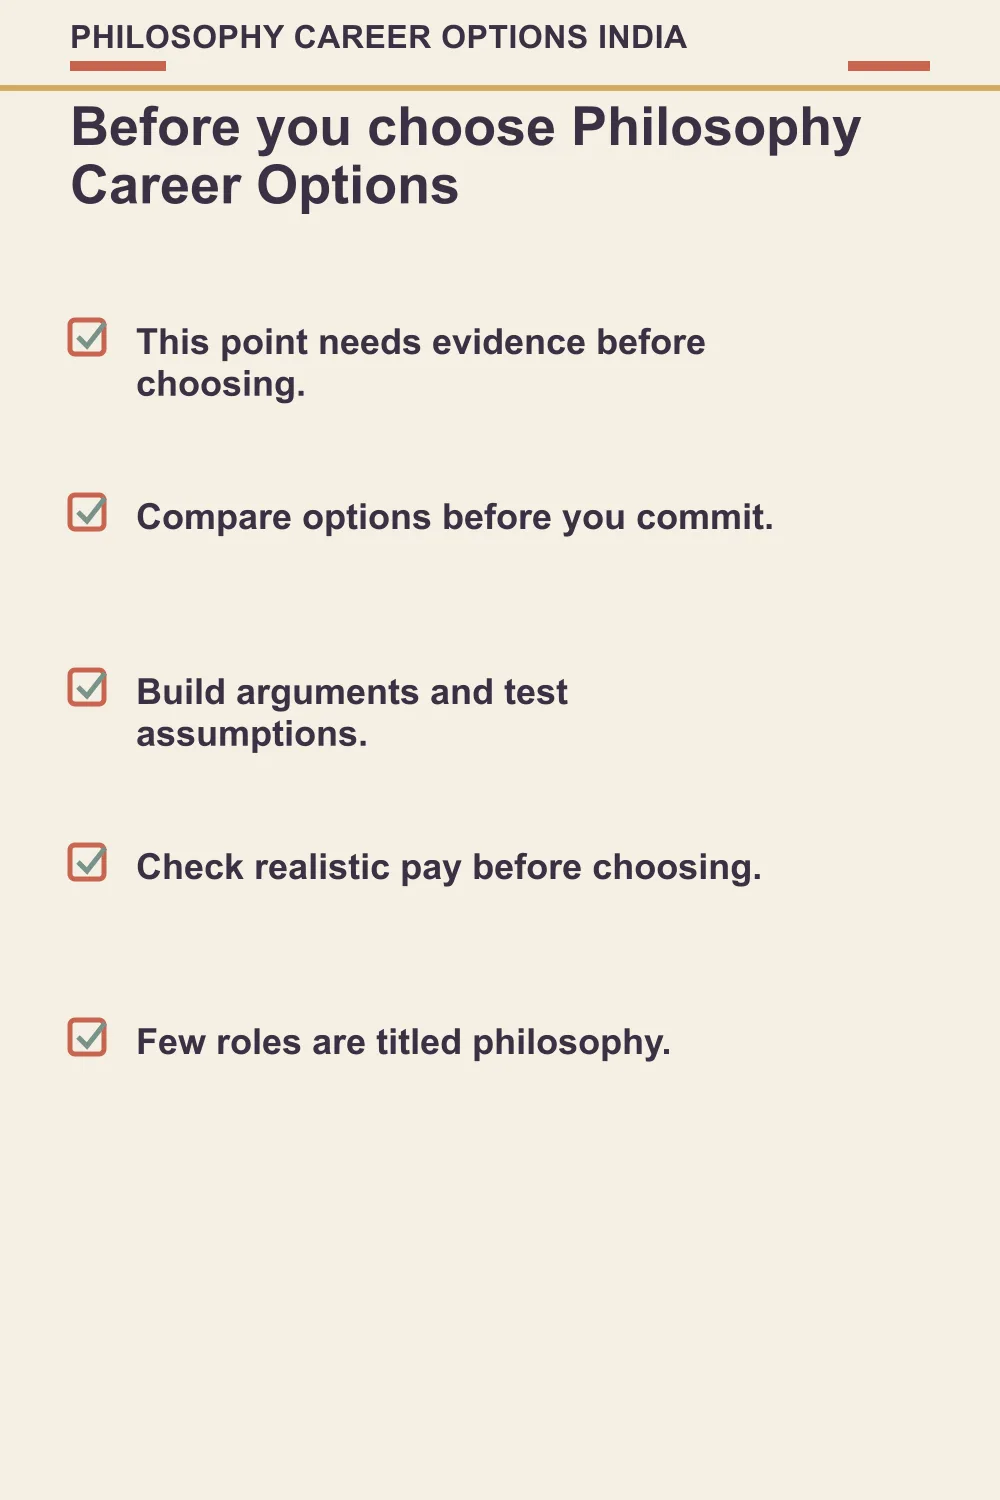 PHILOSOPHY CAREER OPTIONS INDIA
Before you choose Philosophy
Career Options
This point needs evidence before
choosing.
Compare options before you commit.
Build arguments and test
assumptions.
Check realistic pay before choosing.
Few roles are titled philosophy.